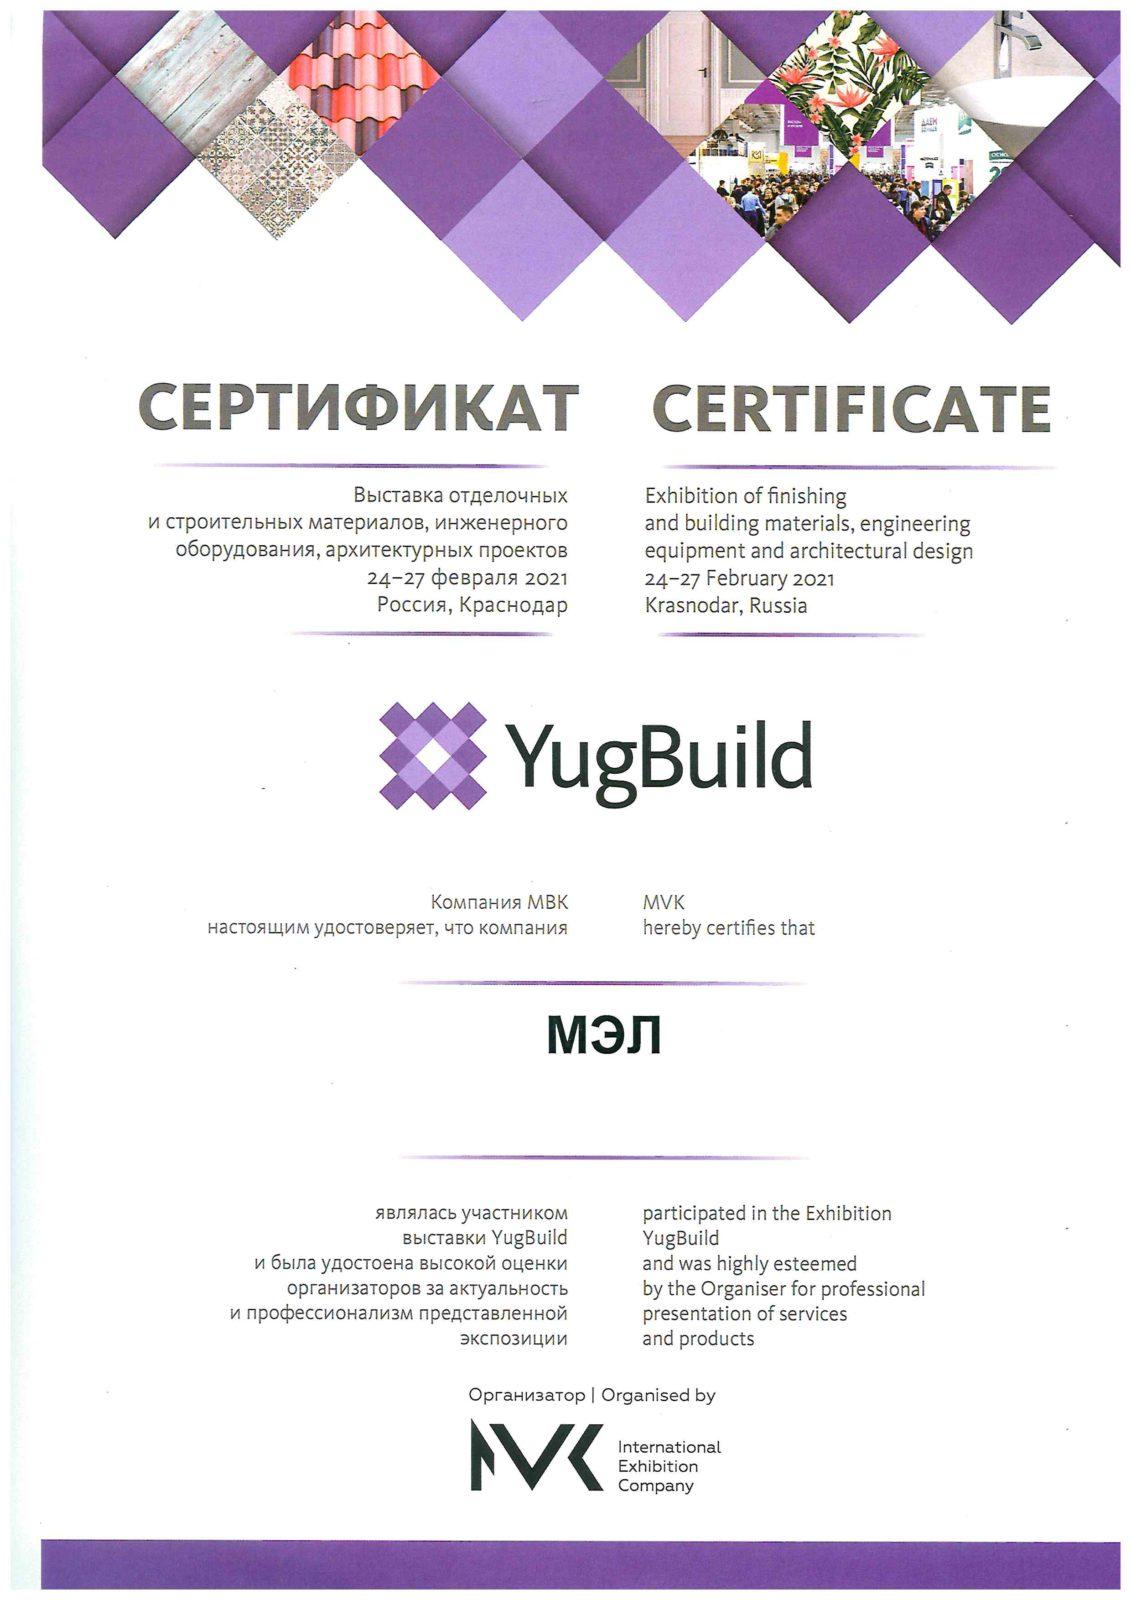 СЕРТИФИКАТ
CERTIFICATE
Выставка отделочных
и строительных материалов, инженерного
оборудования, архитектурных проектов
24–27 февраля 2021
Россия, Краснодар
Exhibition of finishing
and building materials, engineering
equipment and architectural design
24–27 February 2021
Krasnodar, Russia
YugBuild
Компания МВК
настоящим удостоверяет, что компания
MVK
hereby certifies that
МЭЛ
являлась участником
выставки YugBuild
и была удостоена высокой оценки
организаторов за актуальность
и профессионализм представленной
экспозиции
participated in the Exhibition
YugBuild
and was highly esteemed
by the Organiser for professional
presentation of services
and products
Организатор | Organised by
MVK
International
Exhibition
Company